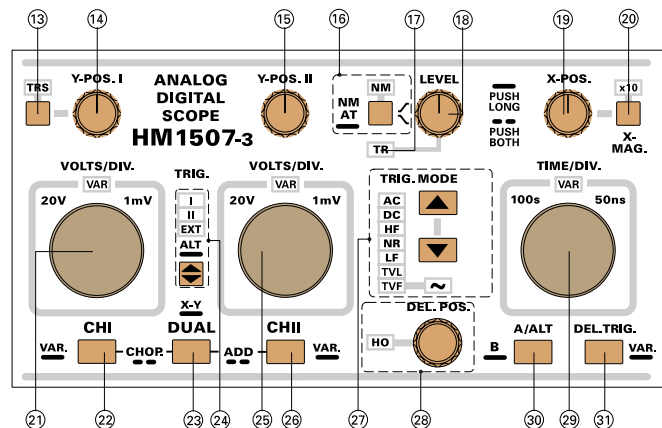 13 14 15 16 17 18 19 20
TRS
Y-POS. I
ANALOG
DIGITAL
SCOPE
HM1507-3
Y-POS. II
NM
AT
NM
LEVEL
TR
PUSH
LONG
PUSH
BOTH
X-POS.
x10
X-
MAG.
VOLTS/DIV.
VAR
20V 1mV
TRIG.
I
II
EXT
ALT
VOLTS/DIV.
VAR
20V 1mV
TRIG. MODE
AC
DC
HF
NR
LF
TVL
TVF
~
TIME/DIV.
VAR
100s 50ns
X-Y
DEL. POS.
HO
VAR.
CHI
CHOP.
DUAL
ADD
CHII
VAR.
B
A/ALT
DEL.TRIG.
VAR.
21 22 23 24 25 26 27 28 30 29 31